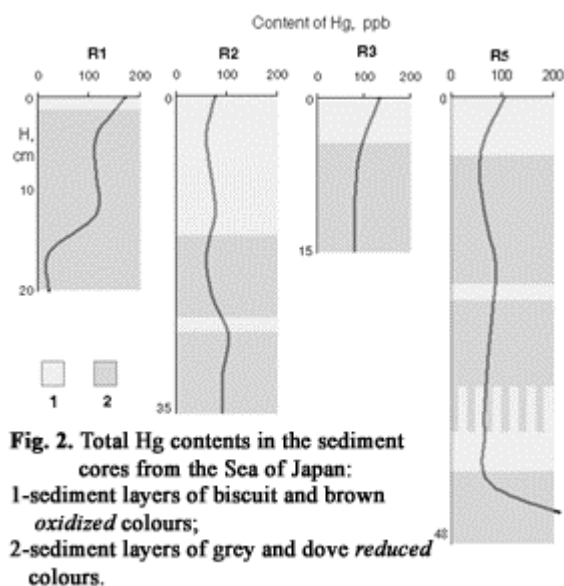 Content of Hg, ppb
R1 R2 R3 R5
0 100 200 0 100 200 0 100 200 0 100 200
0 0 0 0
H,
cm
10
15
20
1 2
35
48
Fig. 2. Total Hg contents in the sediment
cores from the Sea of Japan:
1-sediment layers of biscuit and brown
oxidized colours;
2-sediment layers of grey and dove reduced
colours.